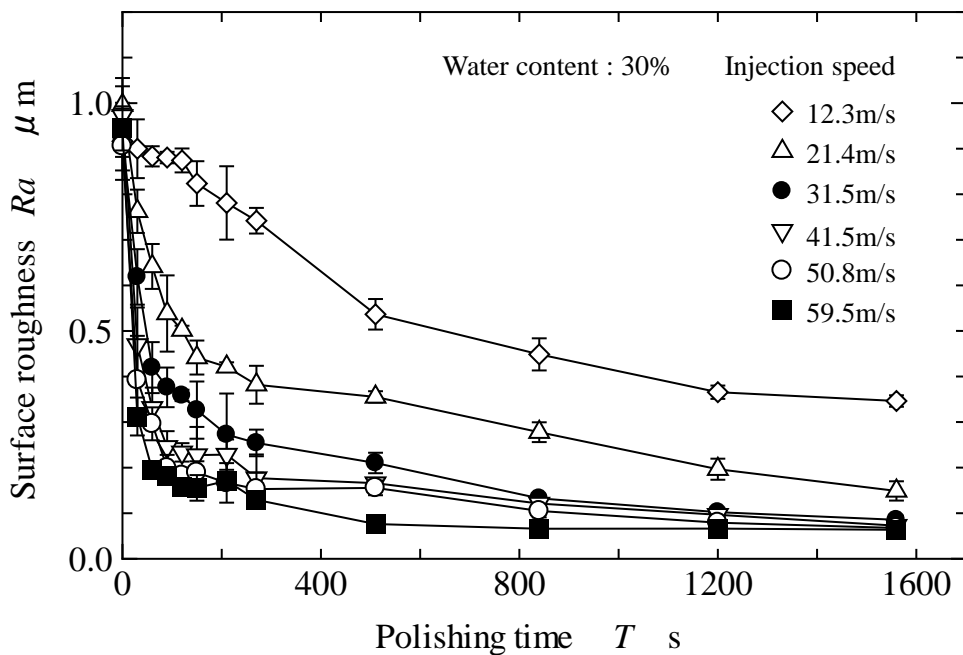 Water content : 30% Injection speed
12.3m/s
21.4m/s
31.5m/s
41.5m/s
50.8m/s
59.5m/s
Surface roughness Ra μm
1.0
0.5
0.0
0 400 800 1200 1600
Polishing time T s